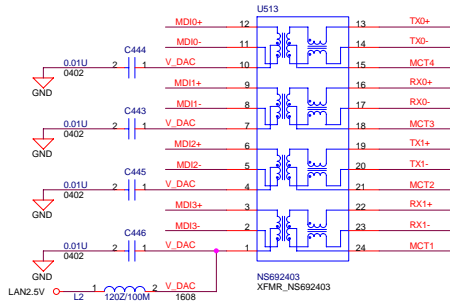 U513
MDI0+ 12 13 TX0+
MDI0- 11 14 TX0-
C444
0.01U 2 1 V_DAC 10 15 MCT4
0402
GND
MDI1+ 9 16 RX0+
MDI1- 8 17 RX0-
C443
0.01U 2 1 V_DAC 7 18 MCT3
0402
GND
MDI2+ 6 19 TX1+
MDI2- 5 20 TX1-
C445
0.01U 2 1 V_DAC 4 21 MCT2
0402
GND
MDI3+ 3 22 RX1+
MDI3- 2 23 RX1-
C446
0.01U 2 1 V_DAC 1 24 MCT1
0402
GND
NS692403
XFMR_NS692403
LAN2.5V 1 2 V_DAC
L2 120Z/100M 1608